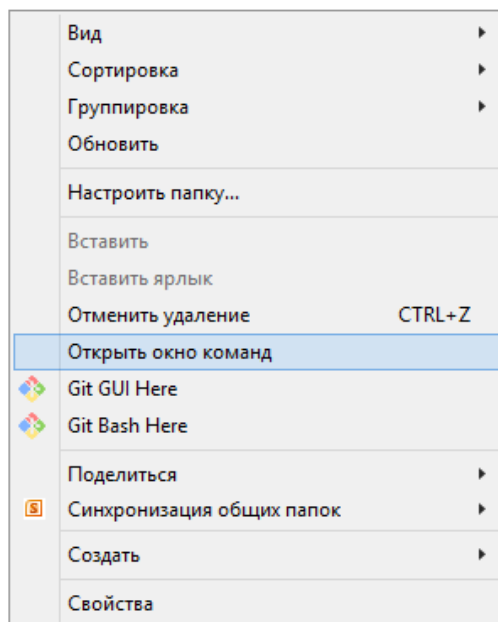 Вид
Сортировка
Группировка
Обновить
Настроить папку...
Вставить
Вставить ярлык
Отменить удаление CTRL+Z
Открыть окно команд
Git GUI Here
Git Bash Here
Поделиться
S Синхронизация общих папок
Создать
Свойства